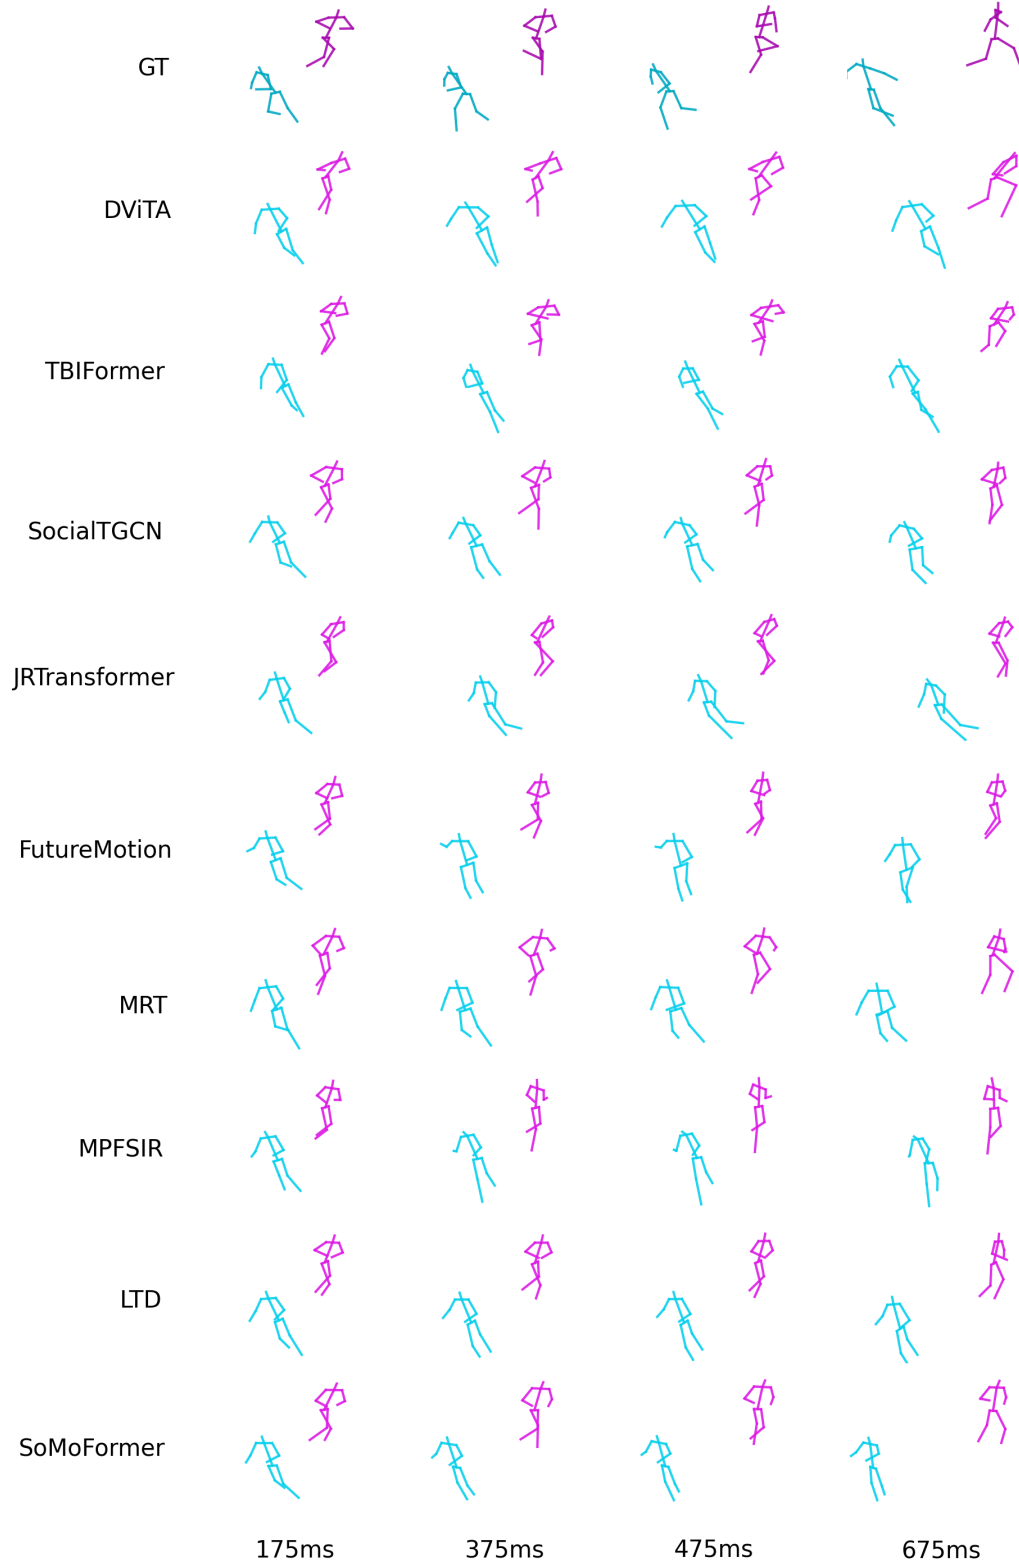 GT
DViTA
TBIFormer
SocialTGCN
JRTransformer
FutureMotion
MRT
MPFSIR
LTD
SoMoFormer
175ms 375ms 475ms 675ms